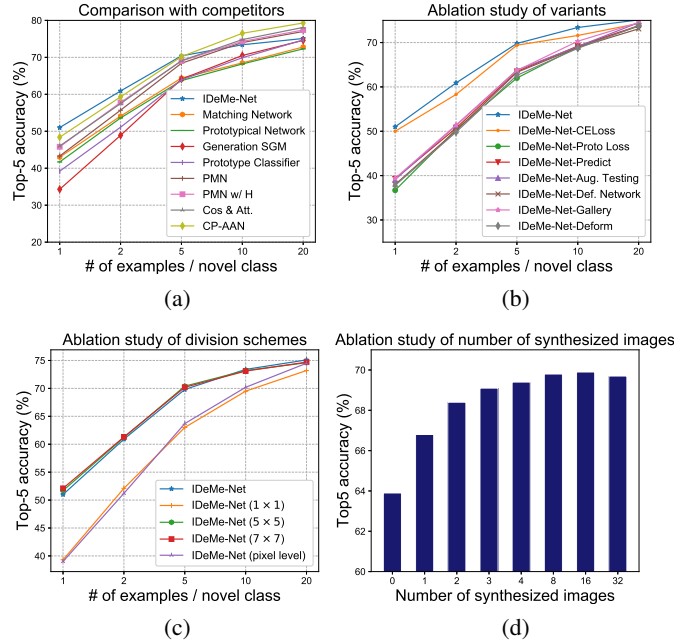 Comparison with competitors
Top-5 accuracy (%)
80
70
60
50
40
30
20
IDeMe-Net
Matching Network
Prototypical Network
Generation SGM
Prototype Classifier
PMN
PMN w/ H
Cos & Att.
CP-AAN
1
2
5
10
20
# of examples / novel class
(a)
Ablation study of variants
Top-5 accuracy (%)
70
60
50
40
30
IDeMe-Net
IDeMe-Net-CELoss
IDeMe-Net-Proto Loss
IDeMe-Net-Predict
IDeMe-Net-Aug. Testing
IDeMe-Net-Def. Network
IDeMe-Net-Gallery
IDeMe-Net-Deform
1
2
5
10
20
# of examples / novel class
(b)
Ablation study of division schemes
Top-5 accuracy (%)
75
70
65
60
55
50
45
40
IDeMe-Net
IDeMe-Net (1 × 1)
IDeMe-Net (5 × 5)
IDeMe-Net (7 × 7)
IDeMe-Net (pixel level)
1
2
5
10
20
# of examples / novel class
(c)
Ablation study of number of synthesized images
Top5 accuracy (%)
70
68
66
64
62
60
0
1
2
3
4
8
16
32
Number of synthesized images
(d)